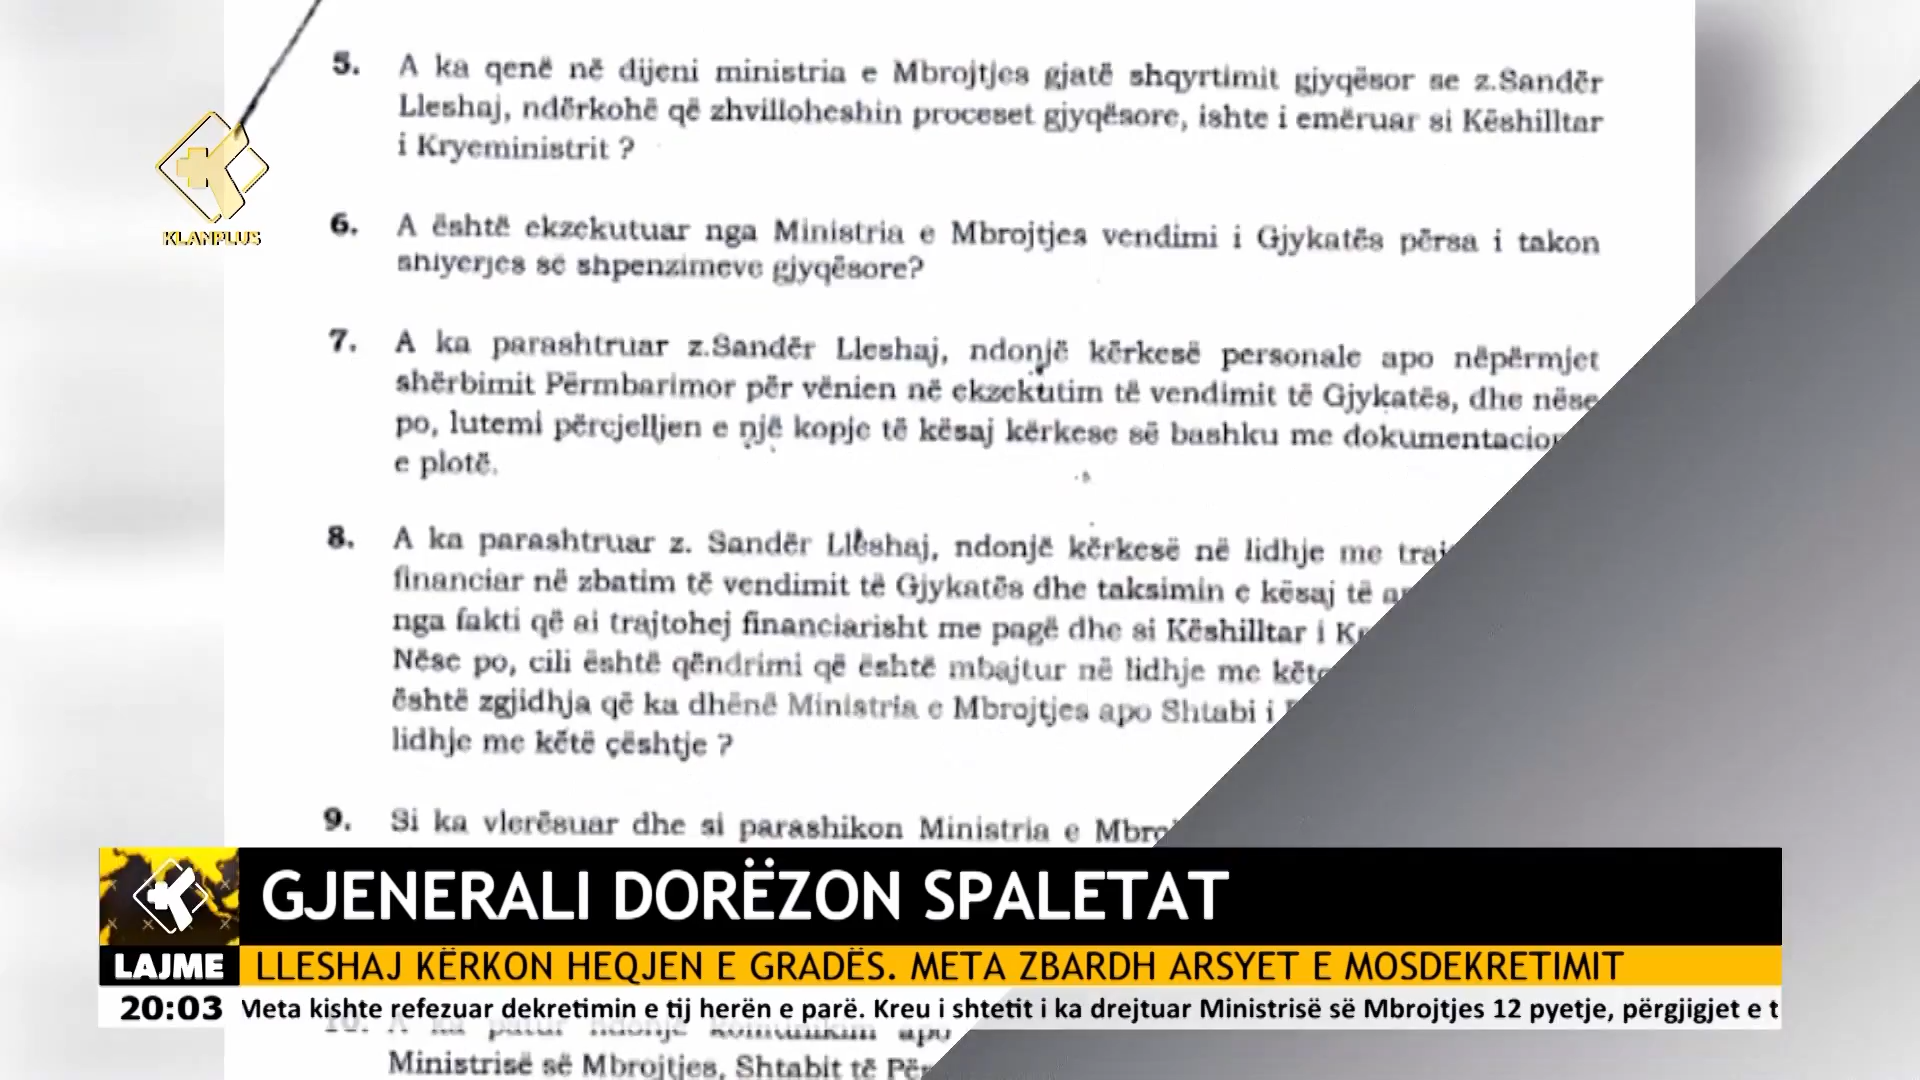 5. A ka qenë në dijeni ministria e Mbrojtjes gjatë shqyrtimit gjyqësor se z.Sandër
Lleshaj, ndërkohë që zhvilloheshin proceset gjyqësore, ishte i emëruar si Këshilltar
i Kryeministrit ?
KLANPLUS
6. A është ekzekutuar nga Ministria e Mbrojtjes vendimi i Gjykatës përsa i takon
shlyerjes së shpenzimeve gjyqësore?
7. A ka parashtruar z.Sandër Lleshaj, ndonjë kërkesë personale apo nëpërmjet
shërbimit Përmbarimor për vënien në ekzekutim të vendimit të Gjykatës, dhe nëse
po, lutemi përcjelljen e një kopje të kësaj kërkese së bashku me
e plotë.
8. A ka parashtruar z. Sandër Lleshaj, ndonjë kërkesë në lidhje me
financiar në zbatim të vendimit të Gjykatës dhe taksimin e kësaj të
nga fakti që ai trajtohej financiarisht me pagë dhe si Këshilltar i
Nëse po, cili është qëndrimi që është mbajtur në lidhje me
është zgjidhja që ka dhënë Ministria e Mbrojtjes apo Shtabi i
lidhje me këtë çështje ?
9. Si ka vlerësuar dhe si parashikon Ministria e
GJENERALI DORËZON SPALETAT
LAJME LLESHAJ KËRKON HEQJEN E GRADËS. META ZBARDH ARSYET E MOSDEKRETIMIT
20:03 Meta kishte refezuar dekretimin e tij herën e parë. Kreu i shtetit i ka drejtuar Ministrisë së Mbrojtjes 12 pyetje, përgjigjet e t
10. A ka patur ndonjë komunikim apo
Ministrisë së Mbrojtjes, Shtabit të